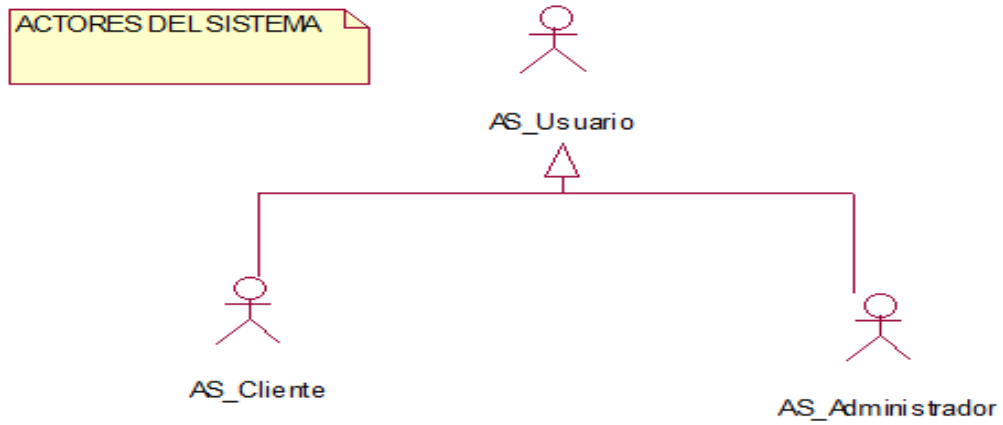 ACTORES DEL SISTEMA
AS_Usuario
AS_Cliente
AS_Administrador